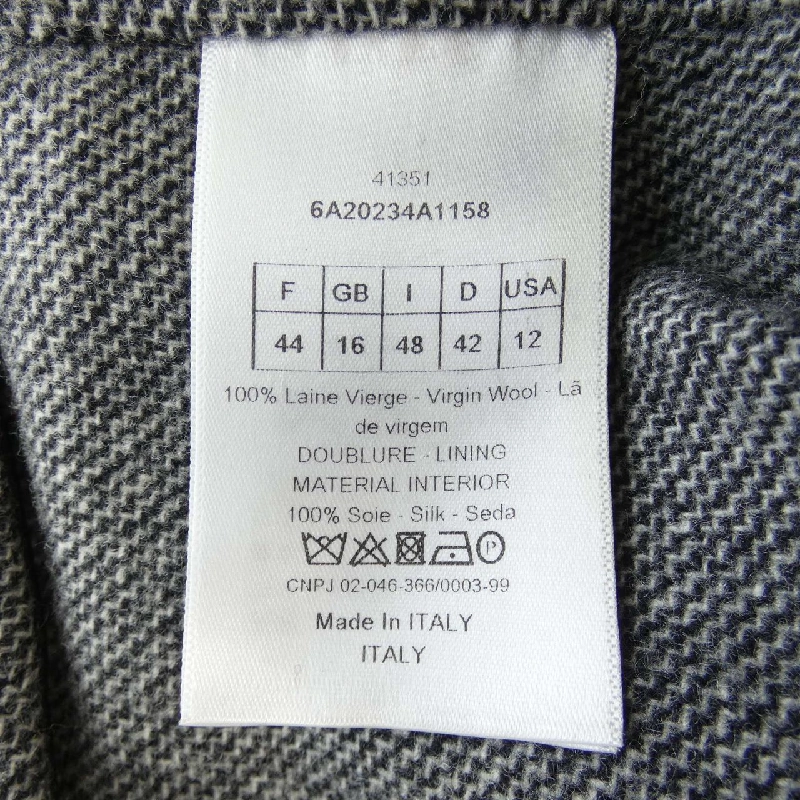 41351
6A20234A1158
F GB I D USA
44 16 48 42 12
100% Laine Vierge - Virgin Wool - Lã
de virgem
DOUBLURE - LINING
MATERIAL INTERIOR
100% Soie - Silk - Seda
P
CNPJ 02-046-366/0003-99
Made In ITALY
ITALY